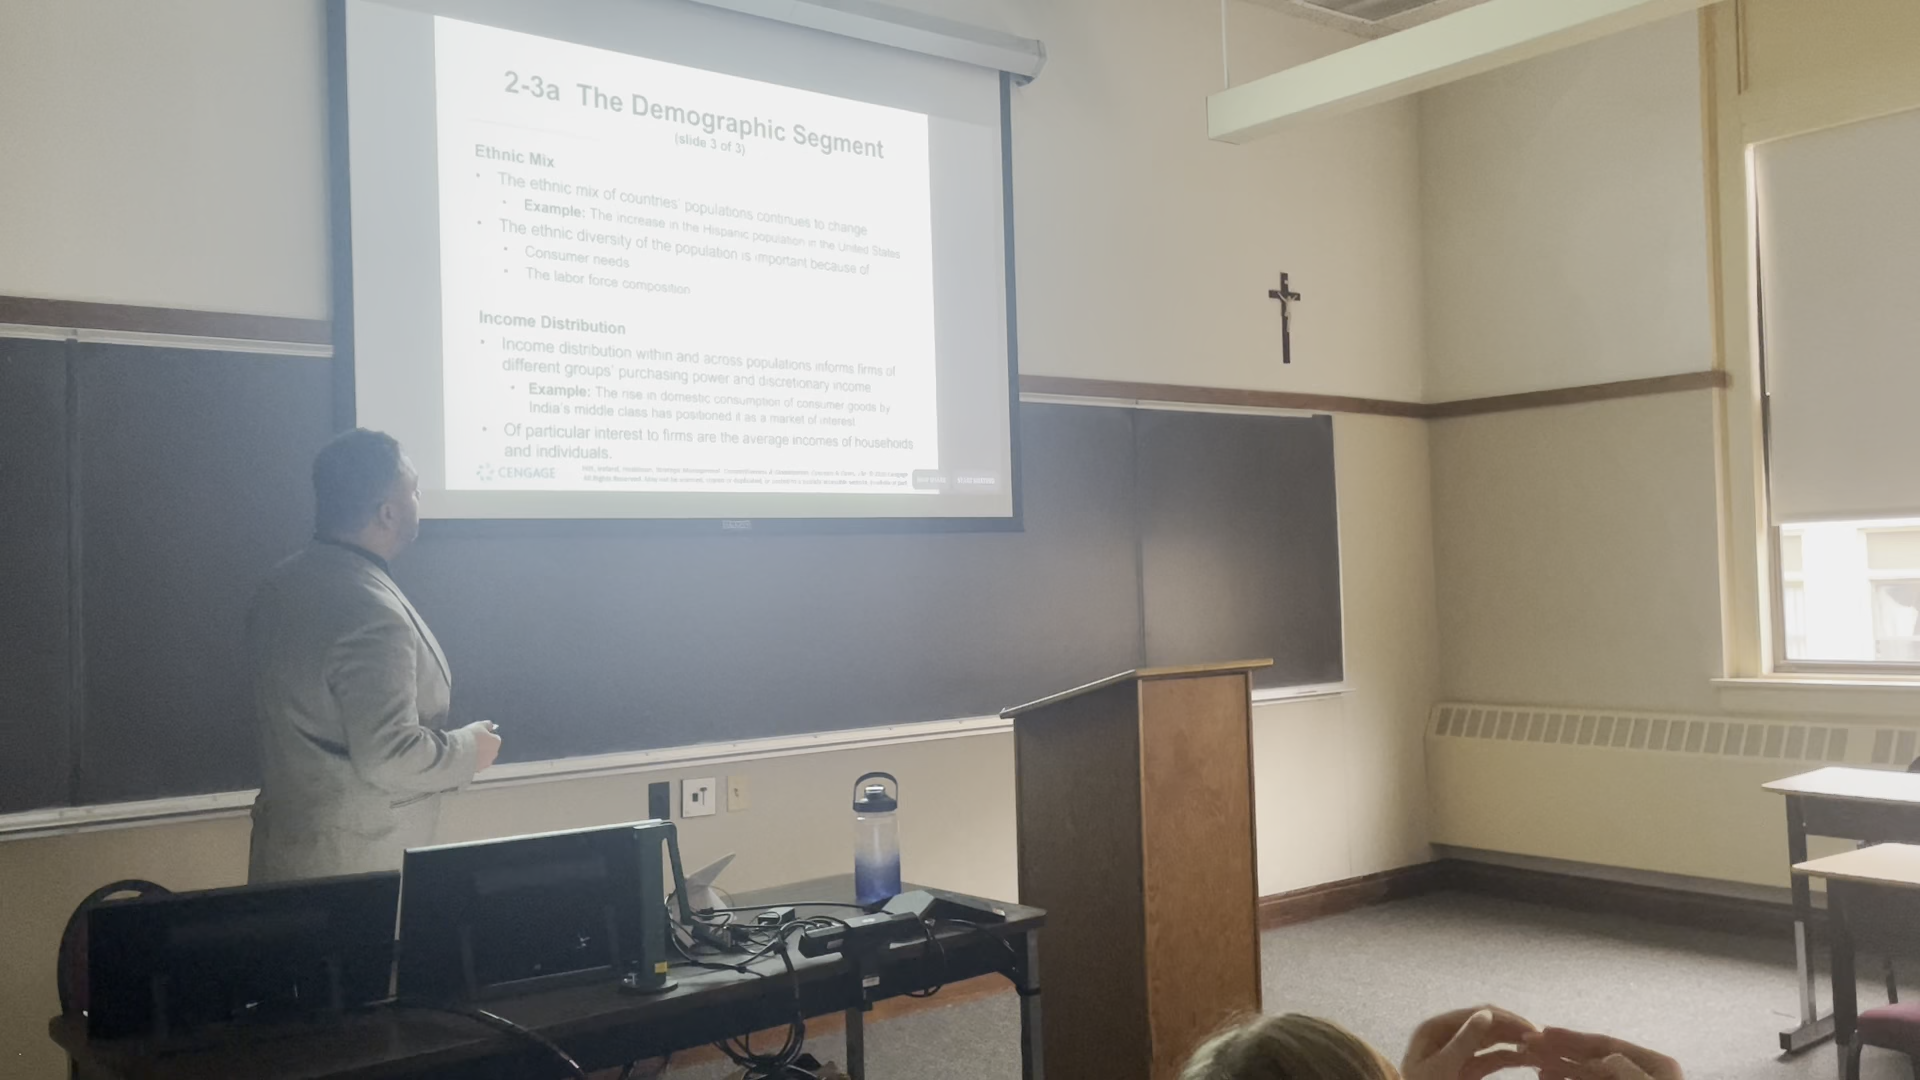 2-3a The Demographic Segment
(slide 3 of 3)
Ethnic Mix
• The ethnic mix of countries' populations continues to change
• Example: The increase in the Hispanic population in the United States
• The ethnic diversity of the population is important because of
• Consumer needs
• The labor force composition
Income Distribution
• Income distribution within and across populations informs firms of
different groups' purchasing power and discretionary income
• Example: The rise in domestic consumption of consumer goods by
India's middle class has positioned it as a market of interest
• Of particular interest to firms are the average incomes of households
and individuals.
CENGAGE